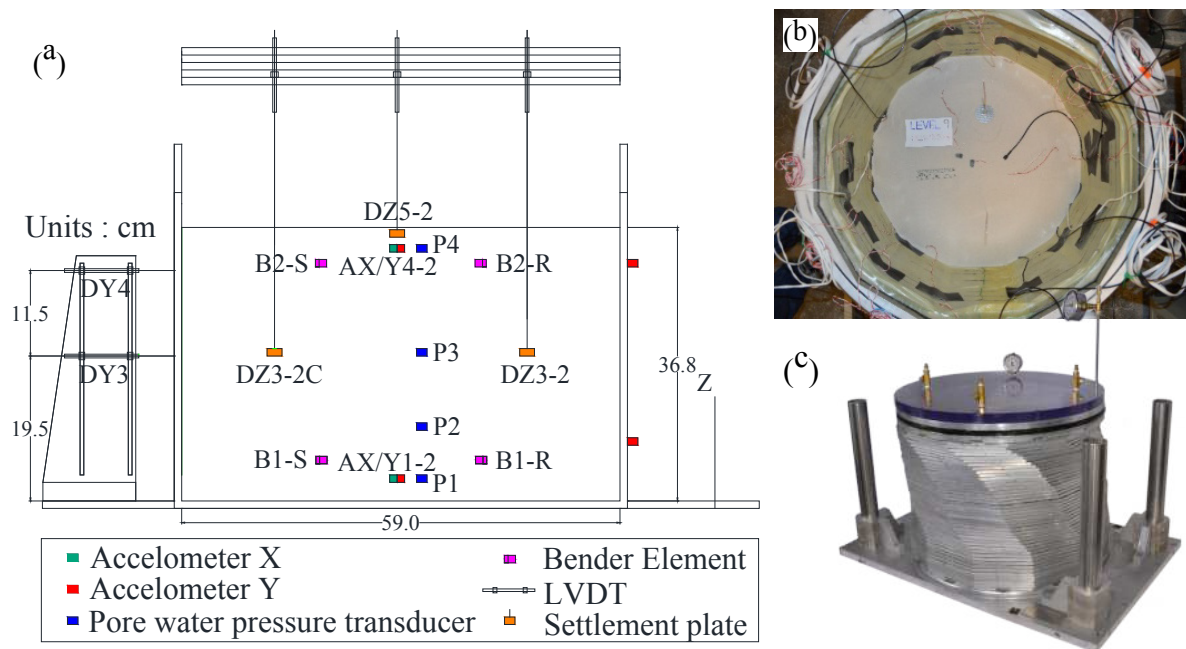 (a)
DZ5-2
Units : cm
P4
B2-S
AX/Y4-2
B2-R
DY4
11.5
DY3
P3
DZ3-2C
DZ3-2
36.8
Z
19.5
P2
B1-S
AX/Y1-2
B1-R
P1
59.0
Accelometer X
Accelometer Y
Pore water pressure transducer
Bender Element
LVDT
Settlement plate
(b)
LEVEL 9
(c)